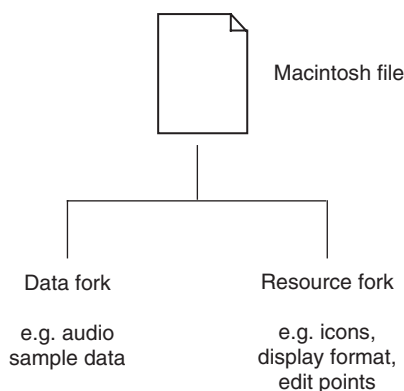 Macintosh file
Data fork
e.g. audio
sample data
Resource fork
e.g. icons,
display format,
edit points